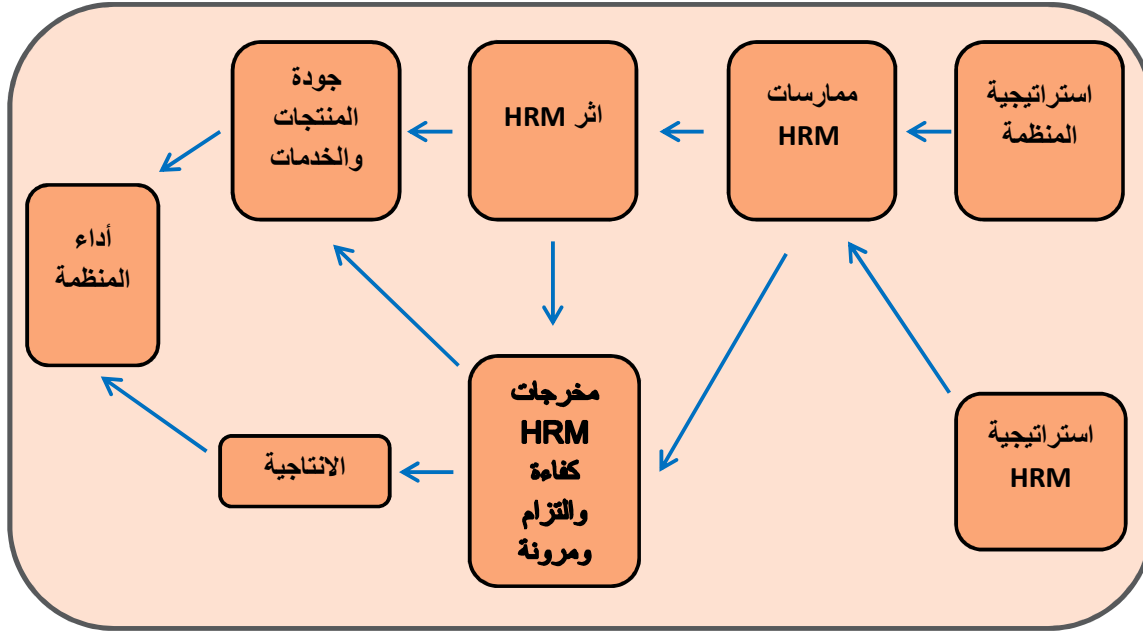 استراتيجية
المنظمة
ممارسات
HRM
اثر HRM
جودة
المنتجات
والخدمات
أداء
المنظمة
استراتيجية
HRM
مخرجات
HRM
كفاءة
والتزام
ومرونة
الانتاجية